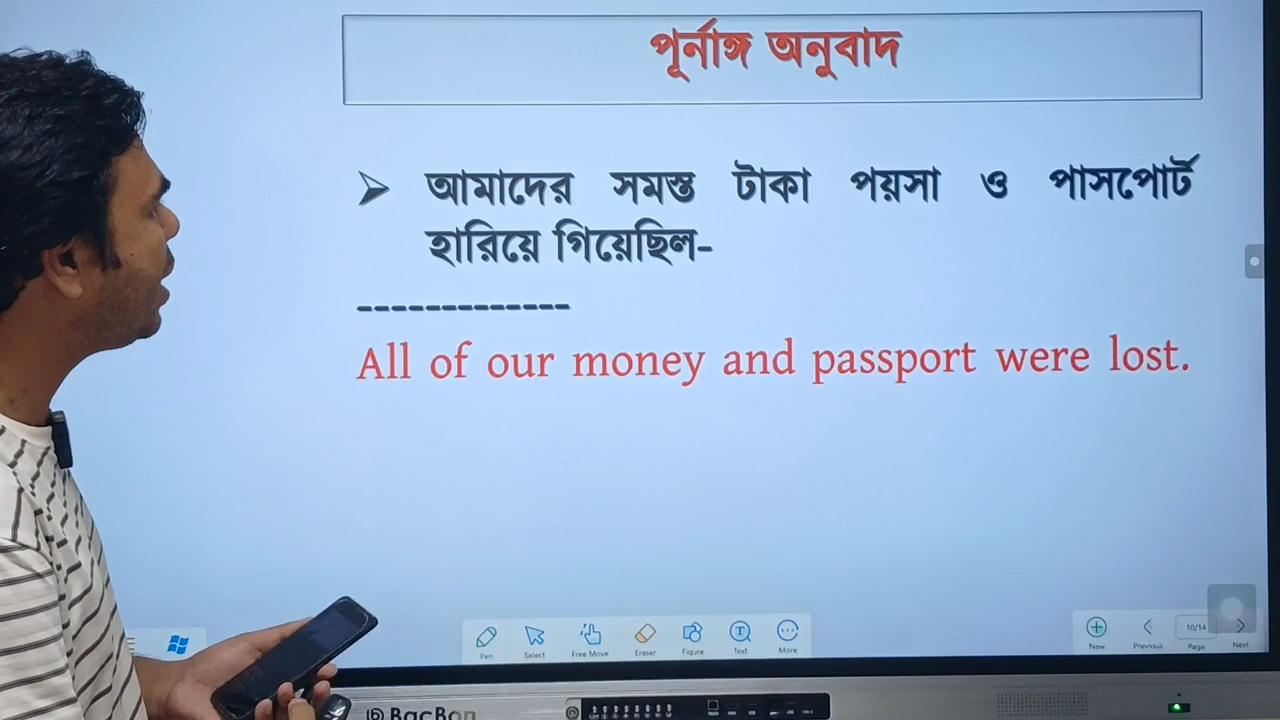 পূর্নাঙ্গ অনুবাদ
➢ আমাদের সমস্ত টাকা পয়সা ও পাসপোর্ট
হারিয়ে গিয়েছিল-
-------------
All of our money and passport were lost.
Pen Select Free Move Eraser Figure Text More
New Previous 10/14 Page Next
BacBon